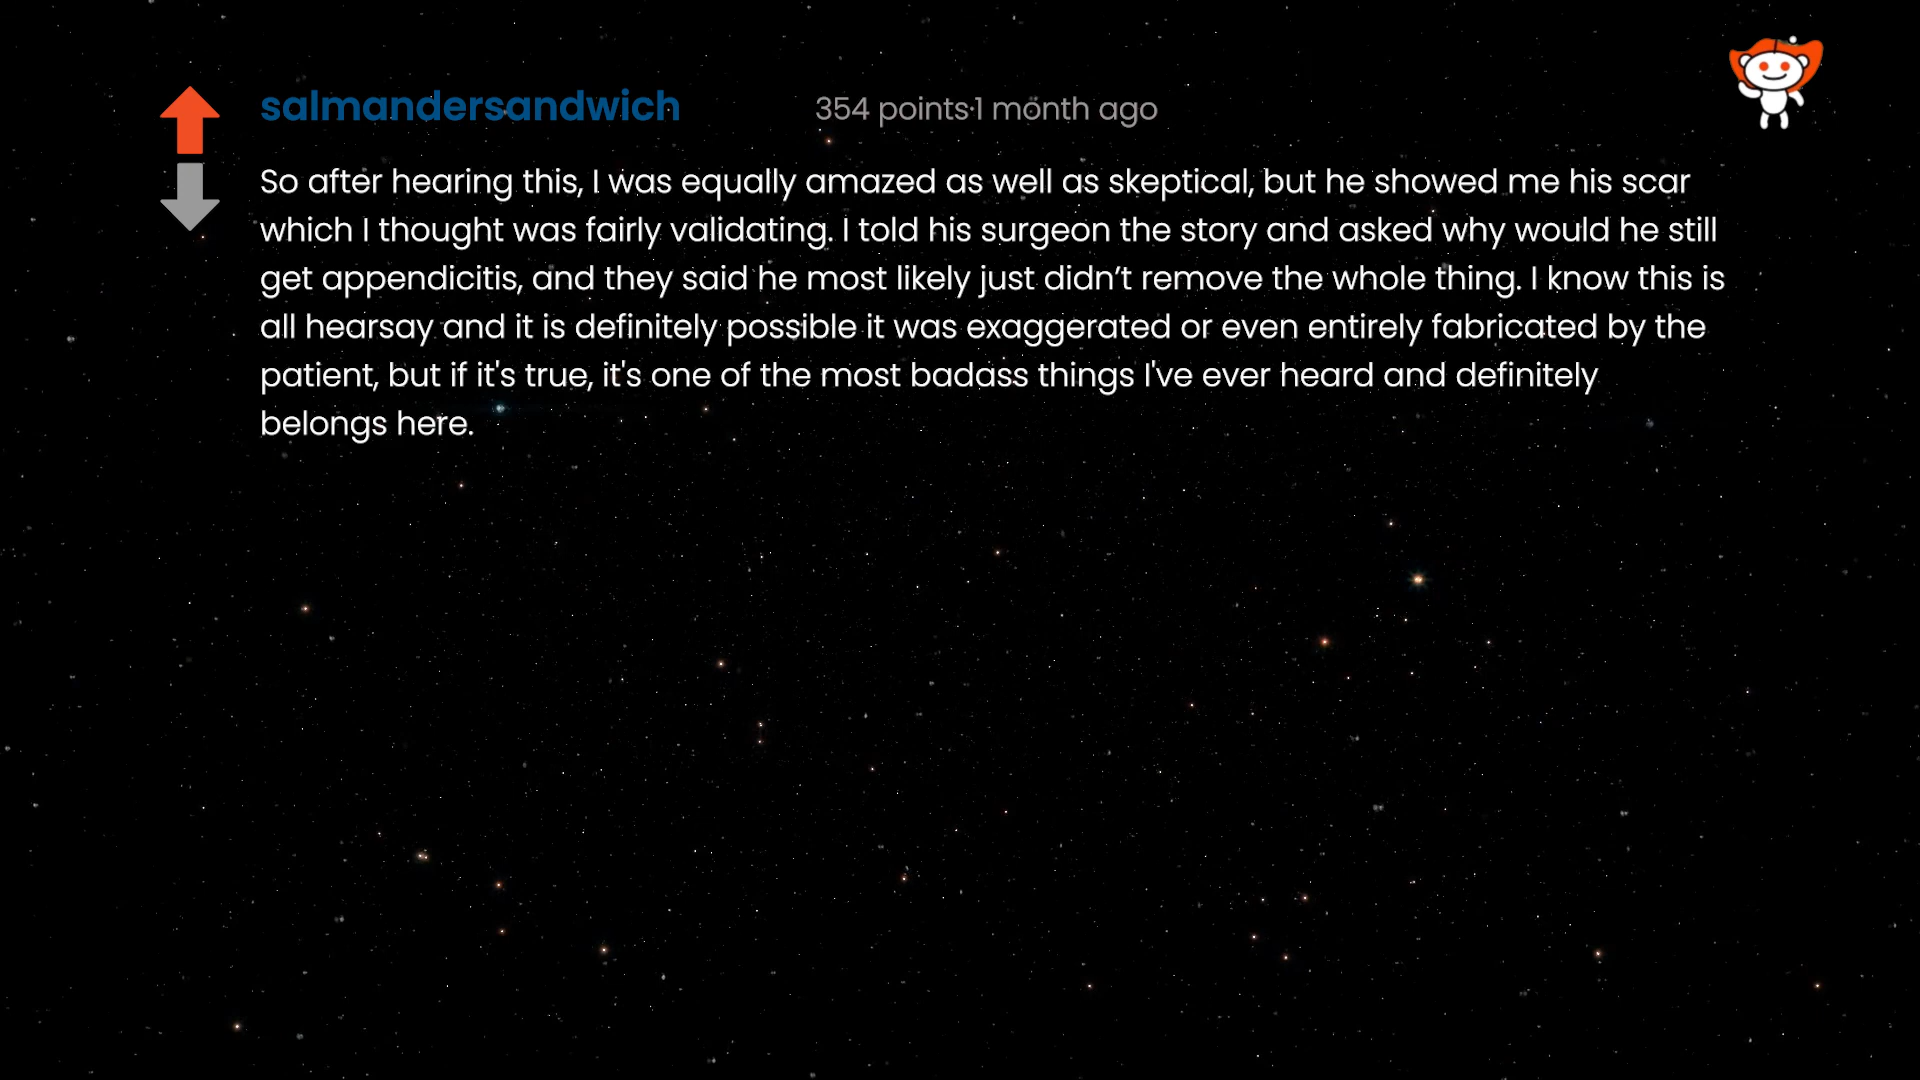 salmandersandwich 354 points·1 month ago
So after hearing this, I was equally amazed as well as skeptical, but he showed me his scar
which I thought was fairly validating. I told his surgeon the story and asked why would he still
get appendicitis, and they said he most likely just didn’t remove the whole thing. I know this is
all hearsay and it is definitely possible it was exaggerated or even entirely fabricated by the
patient, but if it's true, it's one of the most badass things I've ever heard and definitely
belongs here.